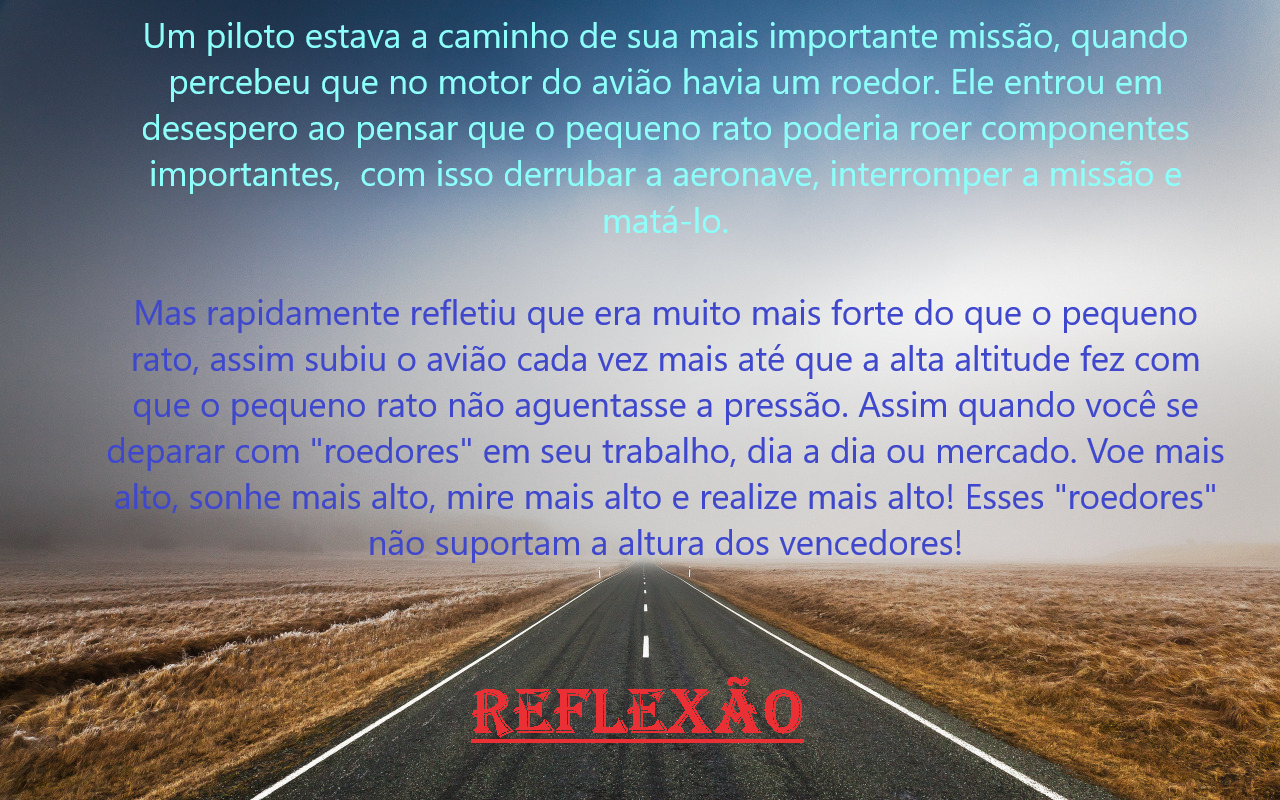 Um piloto estava a caminho de sua mais importante missão, quando
percebeu que no motor do avião havia um roedor. Ele entrou em
desespero ao pensar que o pequeno rato poderia roer componentes
importantes,  com isso derrubar a aeronave, interromper a missão e
matá-lo.
Mas rapidamente refletiu que era muito mais forte do que o pequeno
rato, assim subiu o avião cada vez mais até que a alta altitude fez com
que o pequeno rato não aguentasse a pressão. Assim quando você se
deparar com "roedores" em seu trabalho, dia a dia ou mercado. Voe mais
alto, sonhe mais alto, mire mais alto e realize mais alto! Esses "roedores"
não suportam a altura dos vencedores!
REFLEXÃO